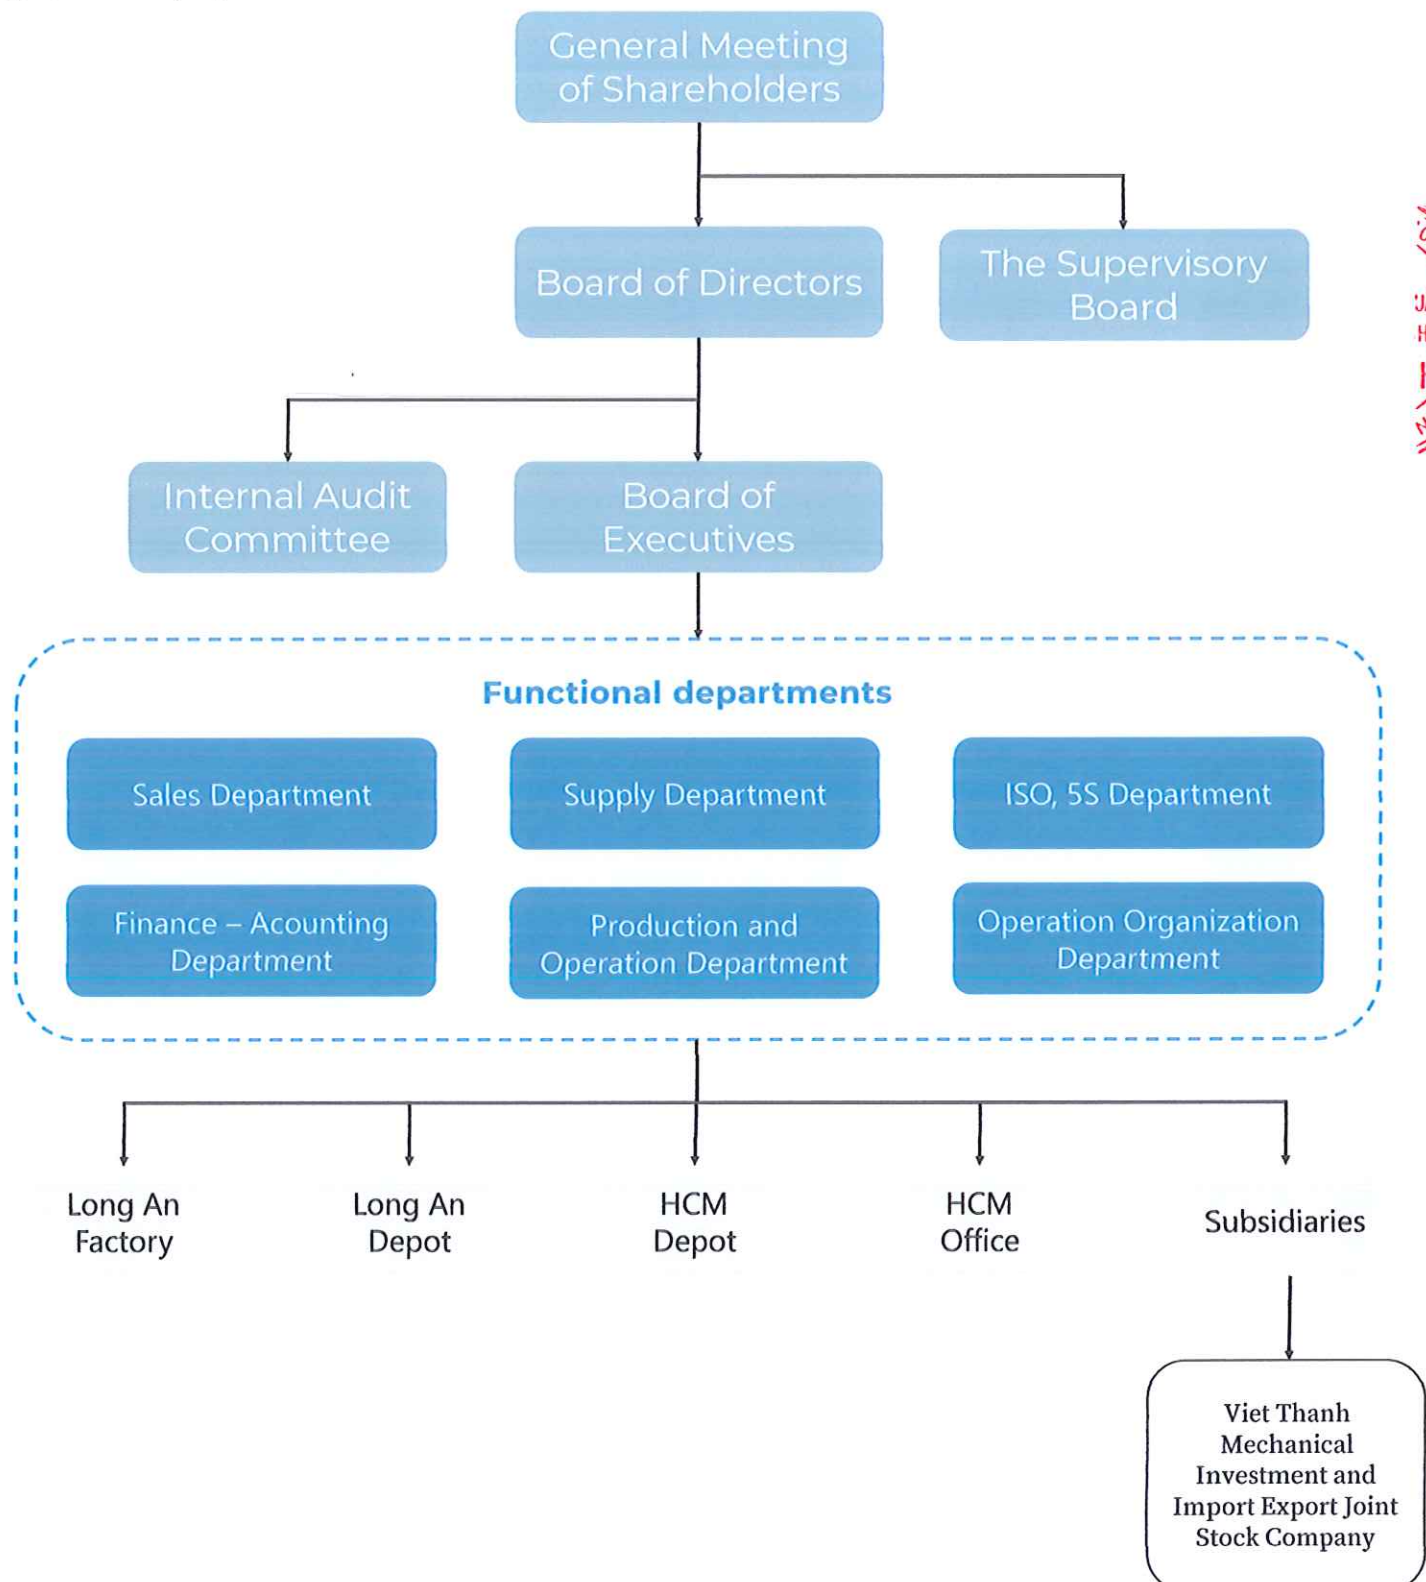 General Meeting
of Shareholders
Board of Directors
The Supervisory
Board
Internal Audit
Committee
Board of
Executives
Functional departments
Sales Department
Supply Department
ISO, 5S Department
Finance – Acounting
Department
Production and
Operation Department
Operation Organization
Department
Long An
Factory
Long An
Depot
HCM
Depot
HCM
Office
Subsidiaries
Viet Thanh
Mechanical
Investment and
Import Export Joint
Stock Company